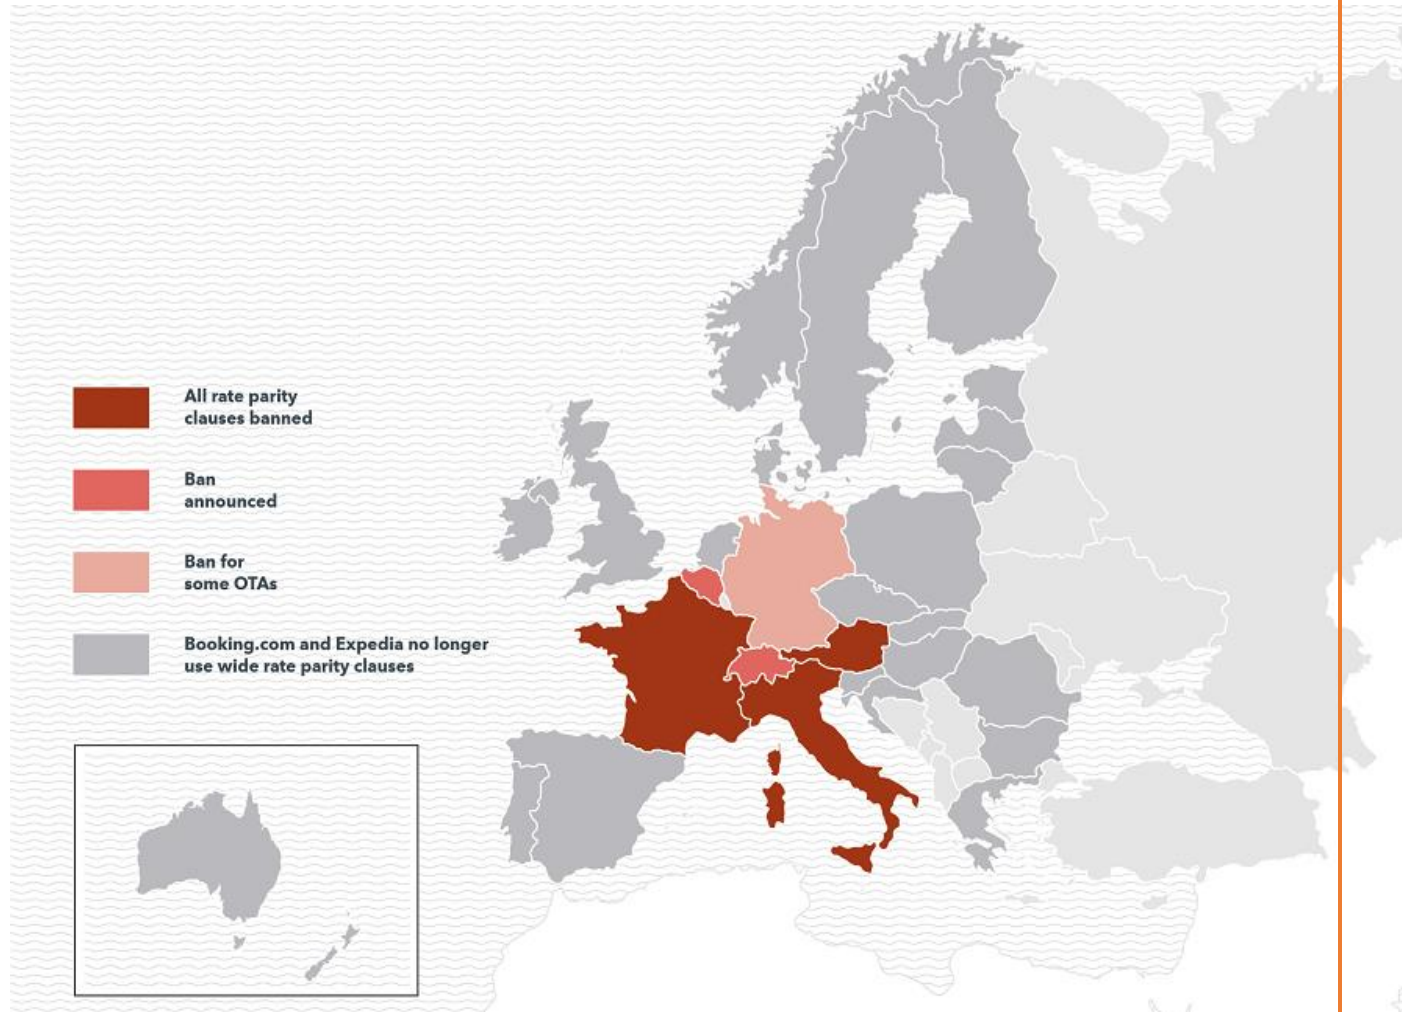 All rate parity
clauses banned
Ban
announced
Ban for
some OTAs
Booking.com and Expedia no longer
use wide rate parity clauses